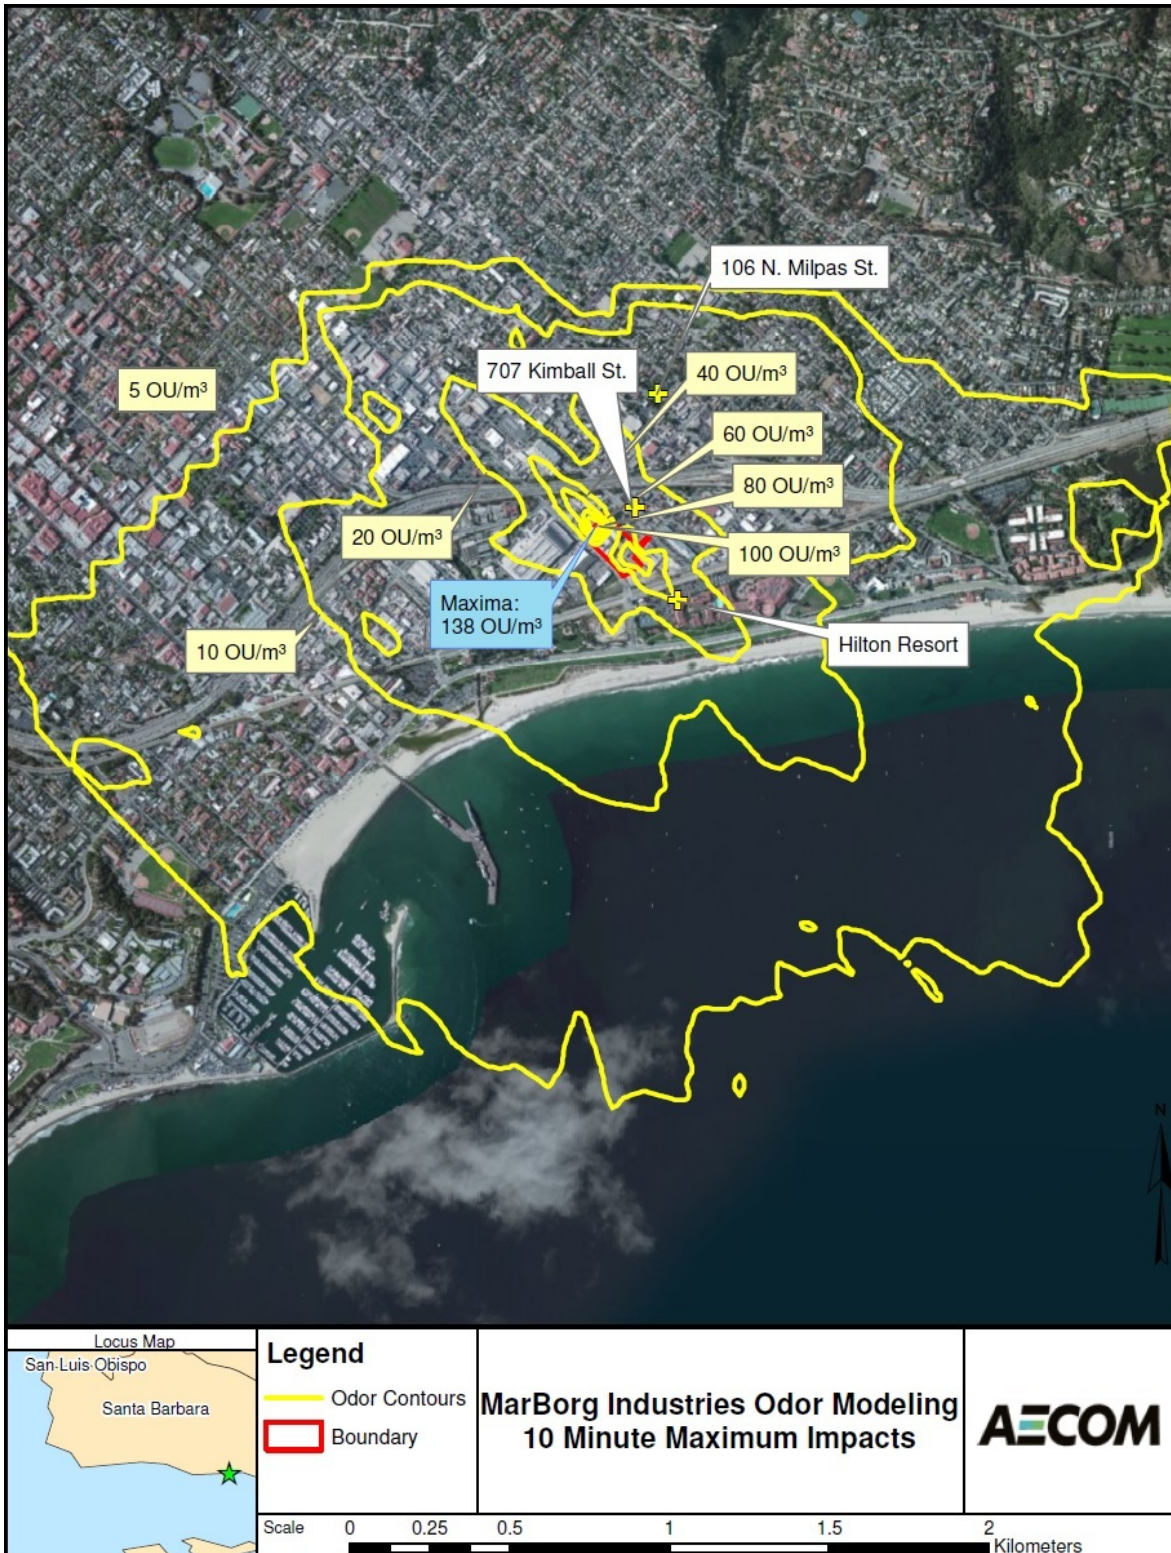 106 N. Milpas St.
707 Kimball St.
40 OU/m³
5 OU/m³
60 OU/m³
80 OU/m³
20 OU/m³
100 OU/m³
Maxima:
138 OU/m³
10 OU/m³
Hilton Resort
N
Locus Map
San Luis Obispo
Santa Barbara
Legend
Odor Contours
Boundary
MarBorg Industries Odor Modeling
10 Minute Maximum Impacts
AECOM
Scale 0 0.25 0.5 1 1.5 2
Kilometers